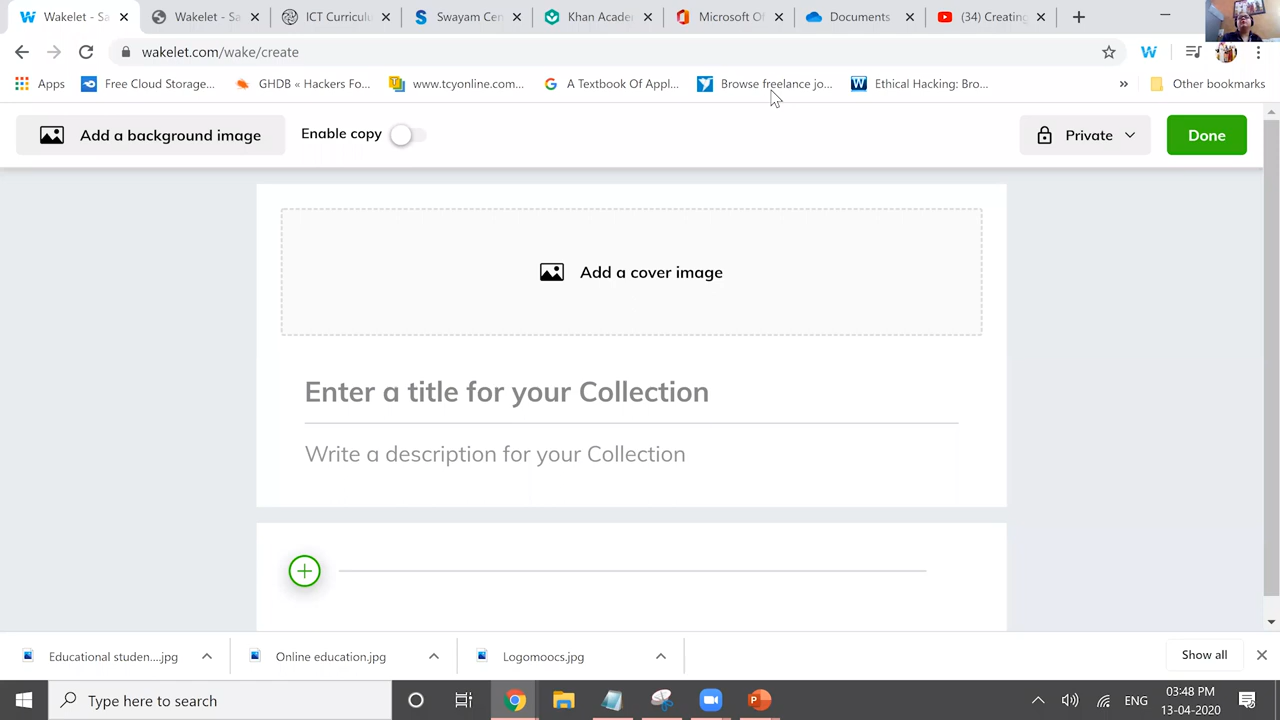 Wakelet - Sa
Wakelet - Sa
ICT Curriculu
Swayam Cen
Khan Acade
Microsoft Of
Documents
(34) Creating
wakelet.com/wake/create
Apps
Free Cloud Storage...
GHDB « Hackers Fo...
www.tcyonline.com...
A Textbook Of Appl...
Browse freelance jo...
Ethical Hacking: Bro...
»
Other bookmarks
Add a background image
Enable copy
Private
Done
Add a cover image
Enter a title for your Collection
Write a description for your Collection
Educational studen....jpg
Online education.jpg
Logomoocs.jpg
Show all
Type here to search
ENG
03:48 PM
13-04-2020